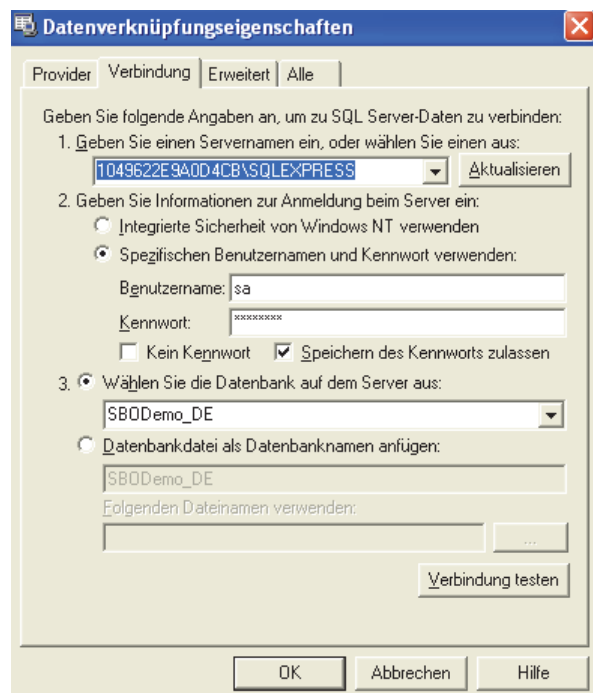 Datenverknüpfungseigenschaften
Provider Verbindung Erweitert Alle
Geben Sie folgende Angaben an, um zu SQL Server-Daten zu verbinden:
1. Geben Sie einen Servernamen ein, oder wählen Sie einen aus:
1049622E9A0D4CB\SQLEXPRESS Aktualisieren
2. Geben Sie Informationen zur Anmeldung beim Server ein:
Integrierte Sicherheit von Windows NT verwenden
Spezifischen Benutzernamen und Kennwort verwenden:
Benutzername: sa
Kennwort: ********
Kein Kennwort Speichern des Kennworts zulassen
3. Wählen Sie die Datenbank auf dem Server aus:
SBODemo_DE
Datenbankdatei als Datenbanknamen anfügen:
SBODemo_DE
Folgenden Dateinamen verwenden:
...
Verbindung testen
OK Abbrechen Hilfe